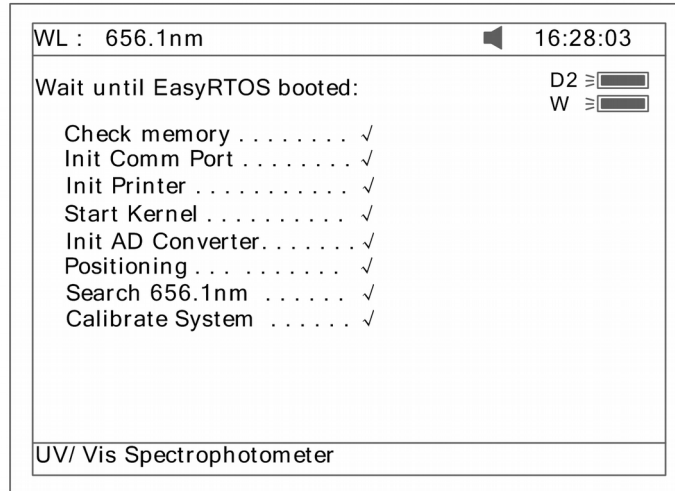 WL : 656.1nm 16:28:03
Wait until EasyRTOS booted: D2
W
Check memory . . . . . . . . √
Init Comm Port . . . . . . . . √
Init Printer . . . . . . . . . . . √
Start Kernel . . . . . . . . . . √
Init AD Converter. . . . . . . √
Positioning . . . . . . . . . . . √
Search 656.1nm . . . . . . √
Calibrate System . . . . . . √
UV/ Vis Spectrophotometer